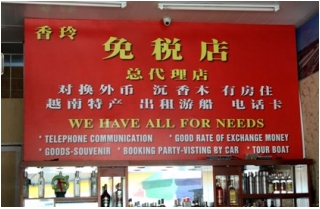 香玲
免税店
总代理店
对换外币 沉香木 有房住
越南特产 出租游船 电话卡
WE HAVE ALL FOR NEEDS
* TELEPHONE COMMUNICATION * GOOD RATE OF EXCHANGE MONEY
* GOODS-SOUVENIR * BOOKING PARTY-VISTING BY CAR * TOUR BOAT